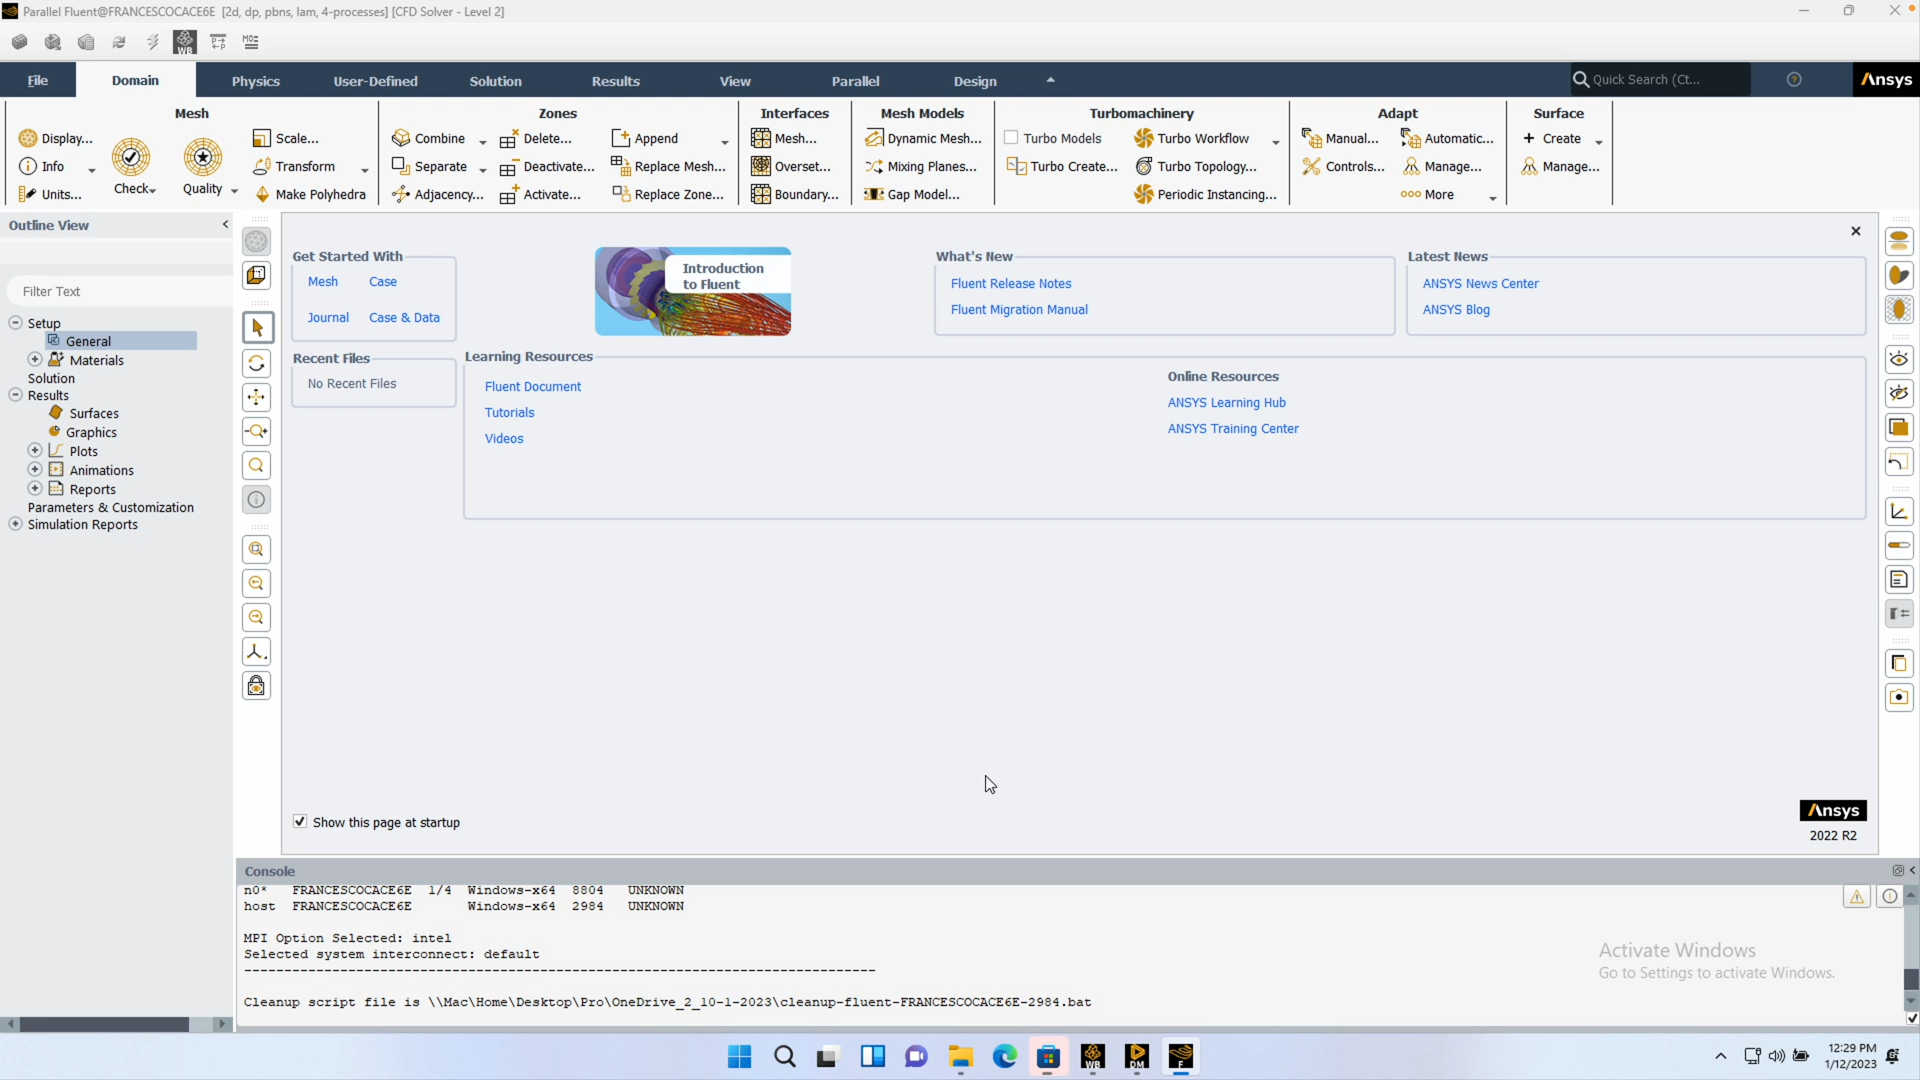 Parallel Fluent@FRANCESCOCACE6E [2d, dp, pbns, lam, 4-processes] [CFD Solver - Level 2]
WB
File Domain Physics User-Defined Solution Results View Parallel Design Quick Search (Ct... Ansys
Mesh Zones Interfaces Mesh Models Turbomachinery Adapt Surface
Display... Scale... Combine Delete... Append Mesh... Dynamic Mesh... Turbo Models Turbo Workflow Manual... Automatic... Create
Info Transform Separate Deactivate... Replace Mesh... Overset... Mixing Planes... Turbo Create... Turbo Topology... Controls... Manage... Manage...
Check Quality
Units... Make Polyhedra Adjacency... Activate... Replace Zone... Boundary... Gap Model... Periodic Instancing... More
Outline View
Filter Text
Setup
General
Materials
Solution
Results
Surfaces
Graphics
Plots
Animations
Reports
Parameters & Customization
Simulation Reports
Get Started With
Mesh Case
Journal Case & Data
Introduction
to Fluent
What's New
Fluent Release Notes
Fluent Migration Manual
Latest News
ANSYS News Center
ANSYS Blog
Recent Files
No Recent Files
Learning Resources
Fluent Document
Tutorials
Videos
Online Resources
ANSYS Learning Hub
ANSYS Training Center
Show this page at startup
Ansys
2022 R2
Console
n0* FRANCESCOCACE6E 1/4 Windows-x64 8804 UNKNOWN
host FRANCESCOCACE6E Windows-x64 2984 UNKNOWN
MPI Option Selected: intel
Selected system interconnect: default
--------------------------------------------------------------------------------
Cleanup script file is \\Mac\Home\Desktop\Pro\OneDrive_2_10-1-2023\cleanup-fluent-FRANCESCOCACE6E-2984.bat
Activate Windows
Go to Settings to activate Windows.
WB DM F
12:29 PM
1/12/2023